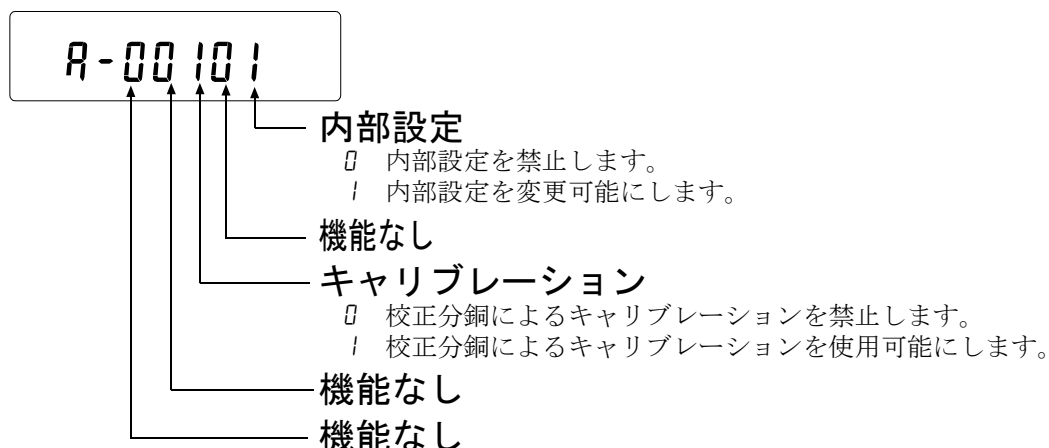 A-00101
内部設定
0 内部設定を禁止します。
1 内部設定を変更可能にします。
機能なし
キャリブレーション
0 校正分銅によるキャリブレーションを禁止します。
1 校正分銅によるキャリブレーションを使用可能にします。
機能なし
機能なし